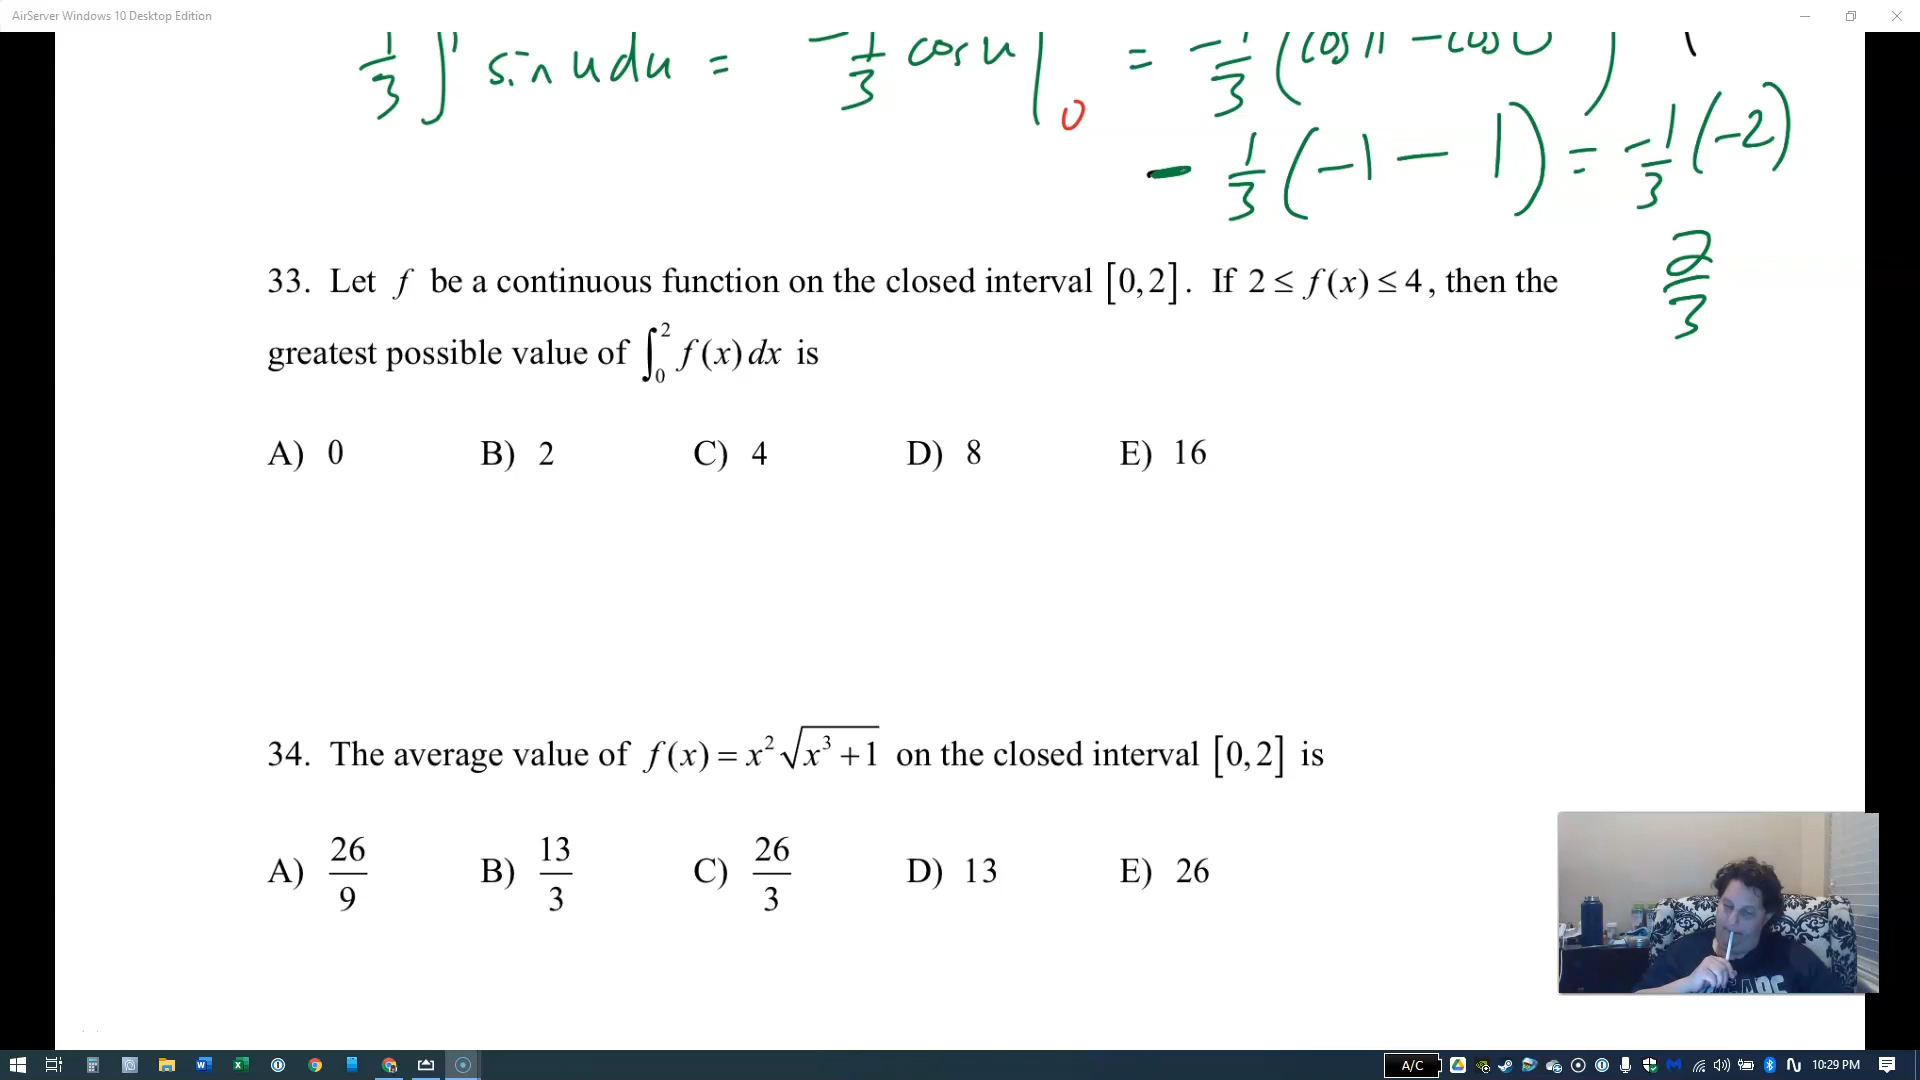 AirServer Windows 10 Desktop Edition
1/3 ∫ sin u du = -1/3 cos u | 0 = -1/3 (cos π - cos 0)
- 1/3 (-1 - 1) = -1/3 (-2)
2/3
33. Let f be a continuous function on the closed interval [0,2]. If 2 ≤ f(x) ≤ 4, then the
greatest possible value of ∫₀² f(x) dx is
A) 0 B) 2 C) 4 D) 8 E) 16
34. The average value of f(x) = x²√(x³+1) on the closed interval [0,2] is
A) 26/9 B) 13/3 C) 26/3 D) 13 E) 26
A/C 10:29 PM